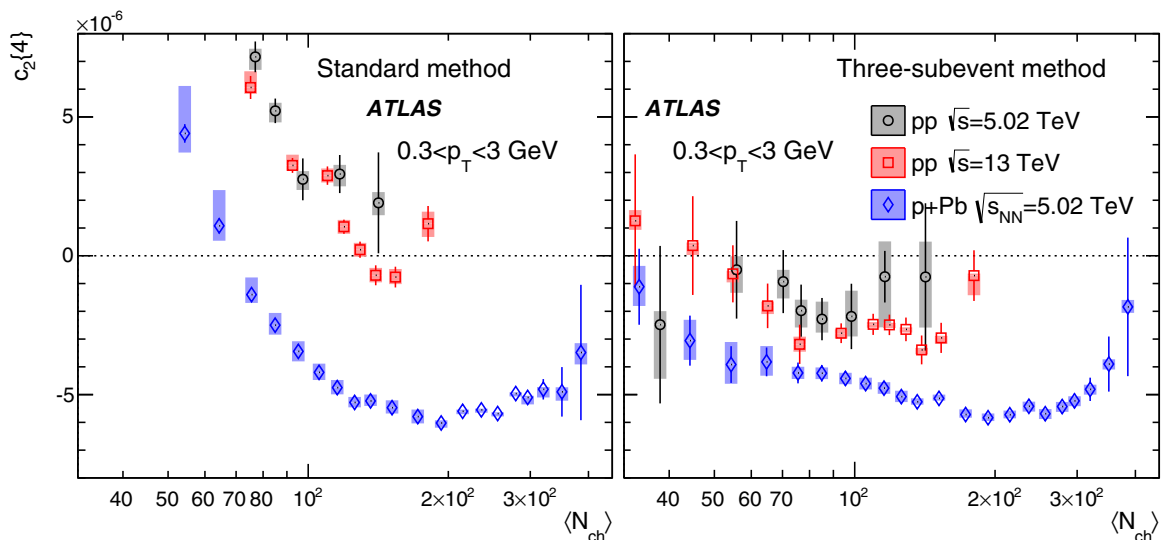 ×10⁻⁶
c₂{4}
5
0
-5
Standard method
ATLAS
0.3<p_T<3 GeV
40 50 60 70 80 10² 2×10² 3×10²
⟨N_ch⟩
Three-subevent method
ATLAS
0.3<p_T<3 GeV
pp √s=5.02 TeV
pp √s=13 TeV
p+Pb √s_NN=5.02 TeV
40 50 60 70 10² 2×10² 3×10²
⟨N_ch⟩